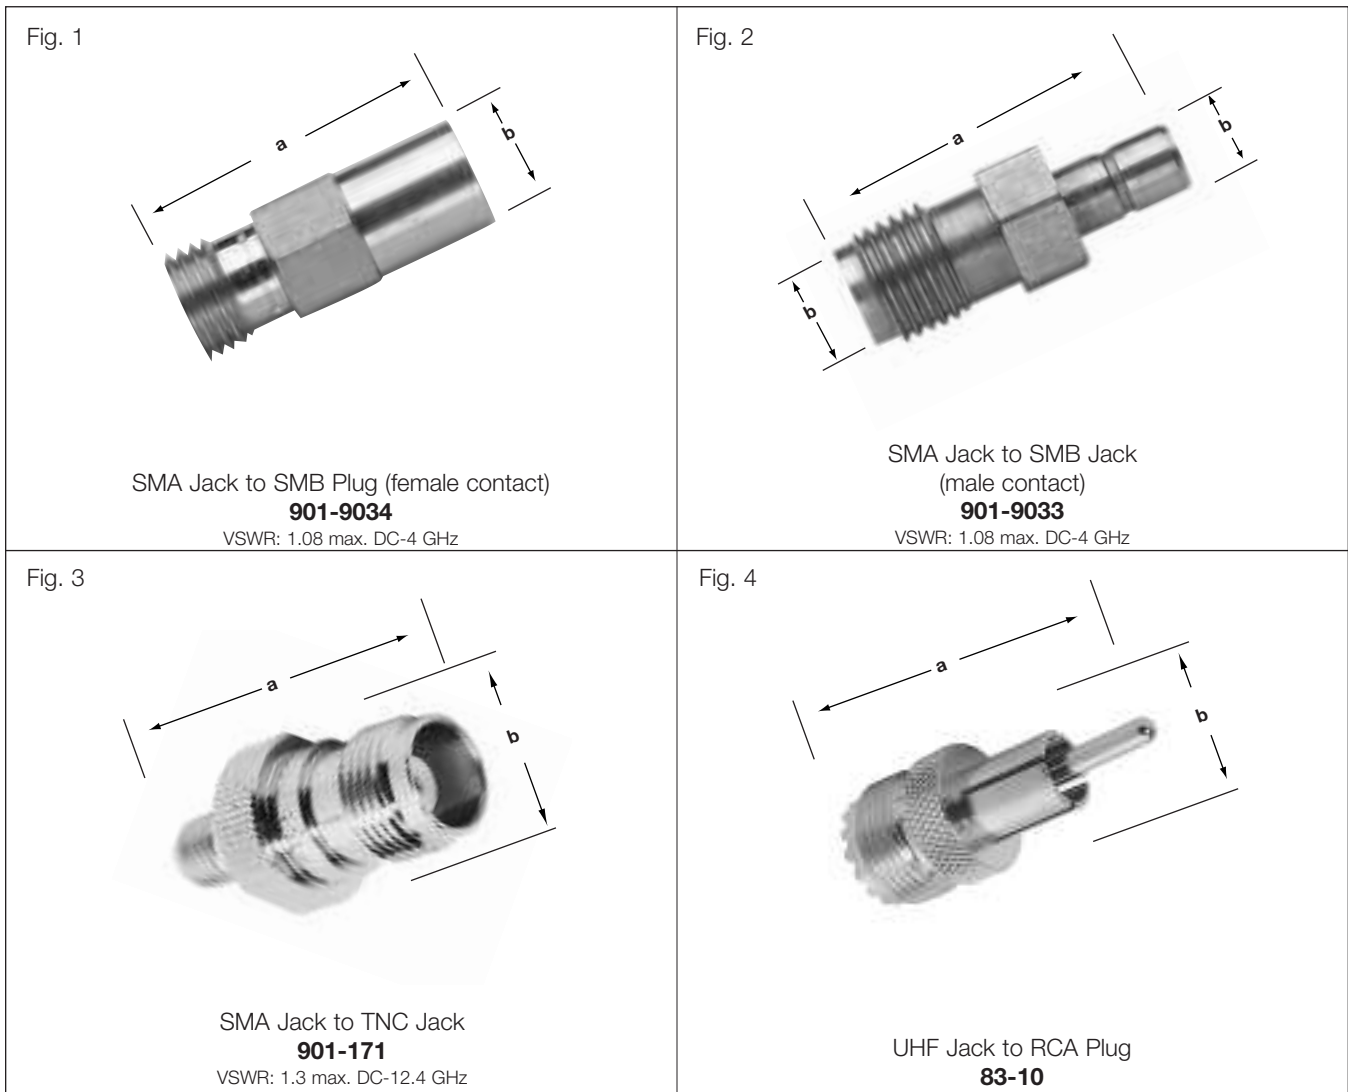 Fig. 1
a
b
SMA Jack to SMB Plug (female contact)
901-9034
VSWR: 1.08 max. DC-4 GHz
Fig. 2
a
b
b
SMA Jack to SMB Jack
(male contact)
901-9033
VSWR: 1.08 max. DC-4 GHz
Fig. 3
a
b
SMA Jack to TNC Jack
901-171
VSWR: 1.3 max. DC-12.4 GHz
Fig. 4
a
b
UHF Jack to RCA Plug
83-10